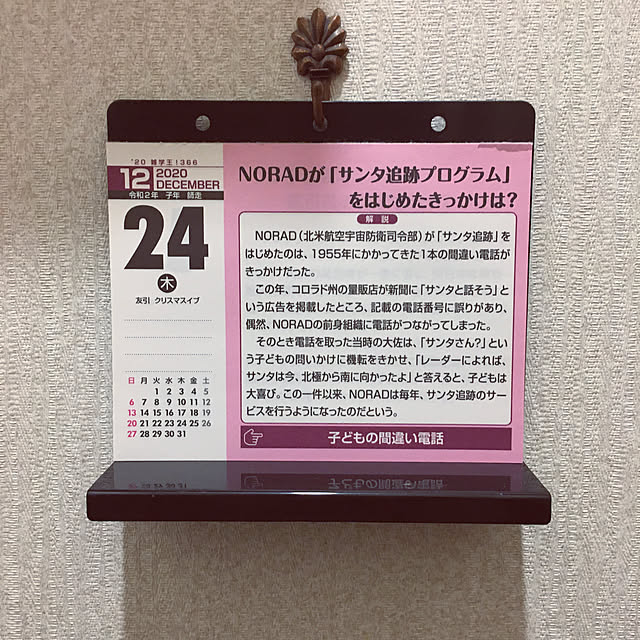 '20 雑学王!366
12 2020 DECEMBER
令和2年 子年 師走
24
木
友引 クリスマスイブ
日 月 火 水 木 金 土
1 2 3 4 5
6 7 8 9 10 11 12
13 14 15 16 17 18 19
20 21 22 23 24 25 26
27 28 29 30 31
NORADが「サンタ追跡プログラム」
をはじめたきっかけは?
解説
NORAD(北米航空宇宙防衛司令部)が「サンタ追跡」を
はじめたのは、1955年にかかってきた1本の間違い電話が
きっかけだった。
この年、コロラド州の量販店が新聞に「サンタと話そう」と
いう広告を掲載したところ、記載の電話番号に誤りがあり、
偶然、NORADの前身組織に電話がつながってしまった。
そのとき電話を取った当時の大佐は、「サンタさん?」とい
う子どもの問いかけに機転をきかせ、「レーダーによれば、
サンタは今、北極から南に向かったよ」と答えると、子どもは
大喜び。この一件以来、NORADは毎年、サンタ追跡のサー
ビスを行うようになったのだという。
子どもの間違い電話